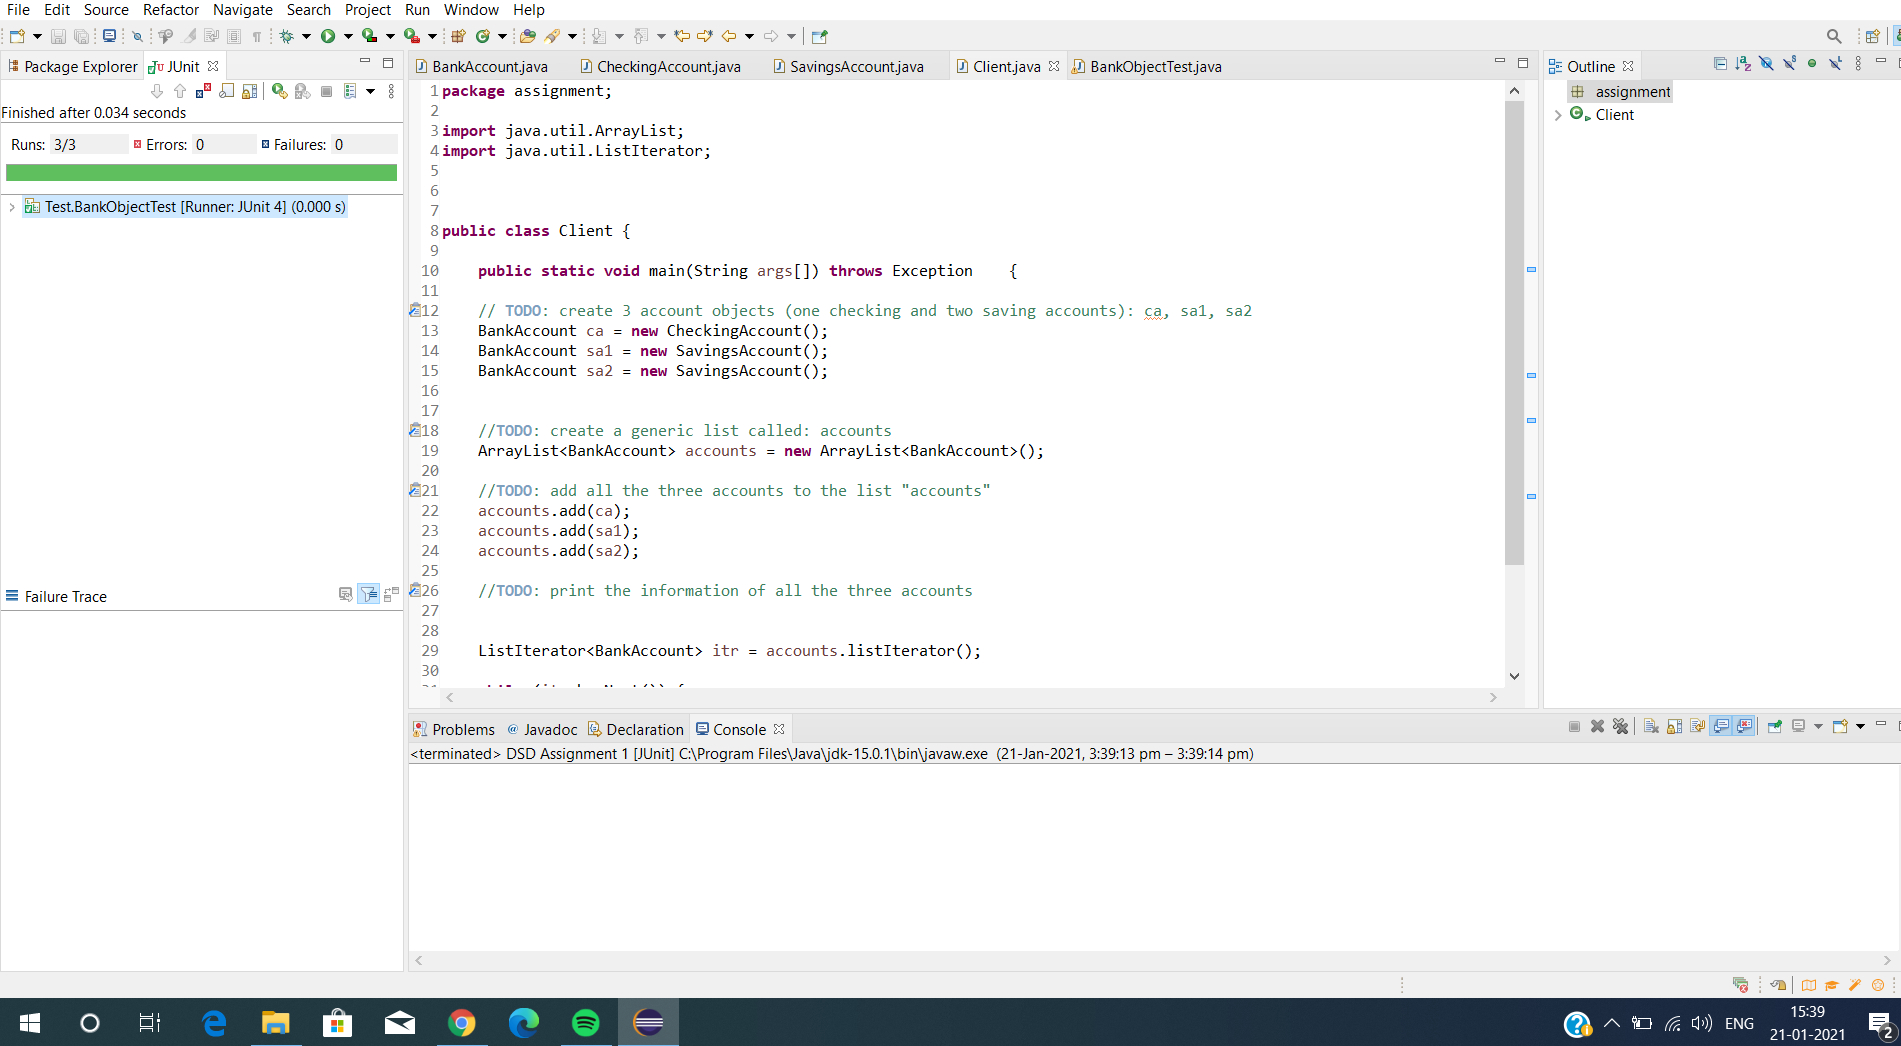 File Edit Source Refactor Navigate Search Project Run Window Help
Package Explorer JUnit
Finished after 0.034 seconds
Runs: 3/3 Errors: 0 Failures: 0
Test.BankObjectTest [Runner: JUnit 4] (0.000 s)
Failure Trace
BankAccount.java CheckingAccount.java SavingsAccount.java Client.java BankObjectTest.java
1 package assignment;
2
3 import java.util.ArrayList;
4 import java.util.ListIterator;
5
6
7
8 public class Client {
9
10 public static void main(String args[]) throws Exception {
11
12 // TODO: create 3 account objects (one checking and two saving accounts): ca, sa1, sa2
13 BankAccount ca = new CheckingAccount();
14 BankAccount sa1 = new SavingsAccount();
15 BankAccount sa2 = new SavingsAccount();
16
17
18 //TODO: create a generic list called: accounts
19 ArrayList<BankAccount> accounts = new ArrayList<BankAccount>();
20
21 //TODO: add all the three accounts to the list "accounts"
22 accounts.add(ca);
23 accounts.add(sa1);
24 accounts.add(sa2);
25
26 //TODO: print the information of all the three accounts
27
28
29 ListIterator<BankAccount> itr = accounts.listIterator();
30
Outline
assignment
Client
Problems @ Javadoc Declaration Console
<terminated> DSD Assignment 1 [JUnit] C:\Program Files\Java\jdk-15.0.1\bin\javaw.exe (21-Jan-2021, 3:39:13 pm – 3:39:14 pm)
ENG
15:39
21-01-2021
2